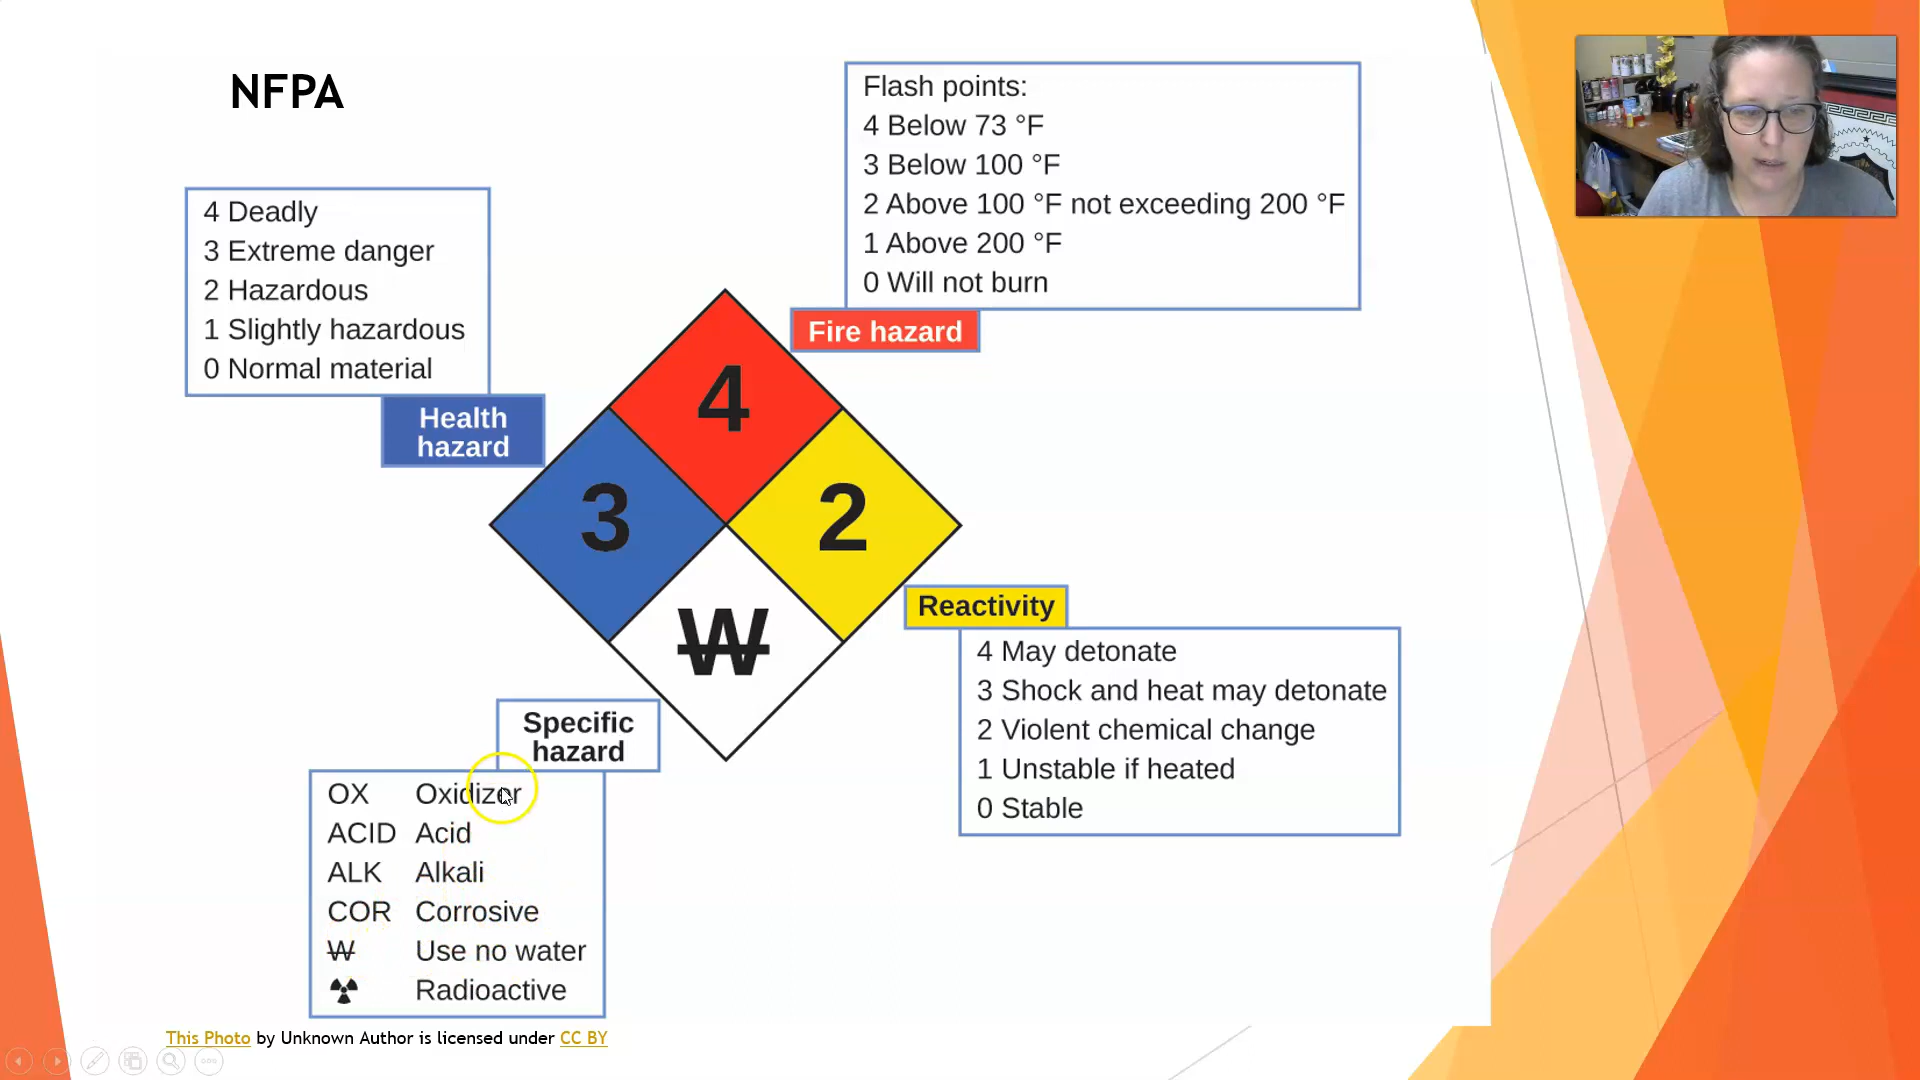 NFPA
Flash points:
4 Below 73 °F
3 Below 100 °F
2 Above 100 °F not exceeding 200 °F
1 Above 200 °F
0 Will not burn
Fire hazard
4 Deadly
3 Extreme danger
2 Hazardous
1 Slightly hazardous
0 Normal material
Health
hazard
4
3
2
W
Reactivity
4 May detonate
3 Shock and heat may detonate
2 Violent chemical change
1 Unstable if heated
0 Stable
Specific
hazard
OX Oxidizer
ACID Acid
ALK Alkali
COR Corrosive
W Use no water
Radioactive
This Photo by Unknown Author is licensed under CC BY